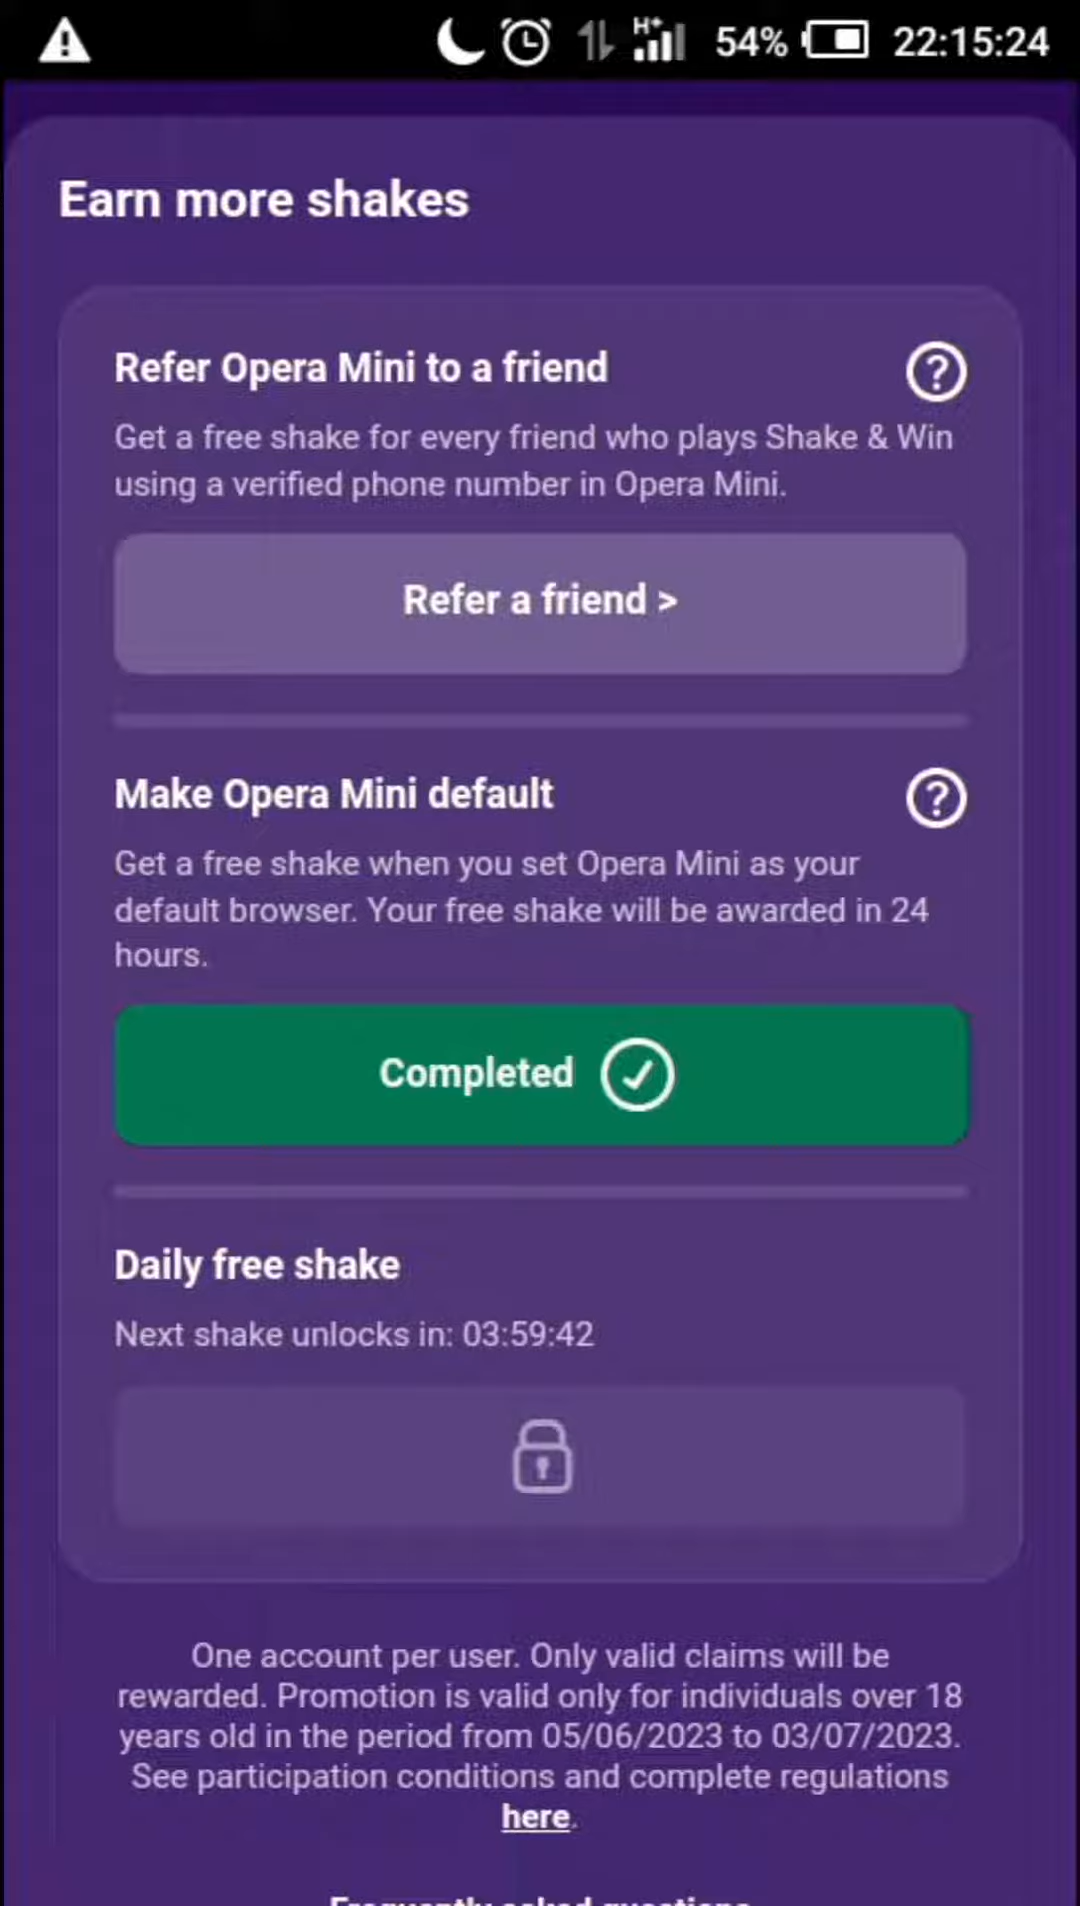 H+ 54% 22:15:24
Earn more shakes
Refer Opera Mini to a friend
Get a free shake for every friend who plays Shake & Win
using a verified phone number in Opera Mini.
Refer a friend >
Make Opera Mini default
Get a free shake when you set Opera Mini as your
default browser. Your free shake will be awarded in 24
hours.
Completed
Daily free shake
Next shake unlocks in: 03:59:42
One account per user. Only valid claims will be
rewarded. Promotion is valid only for individuals over 18
years old in the period from 05/06/2023 to 03/07/2023.
See participation conditions and complete regulations
here.
Frequently asked questions